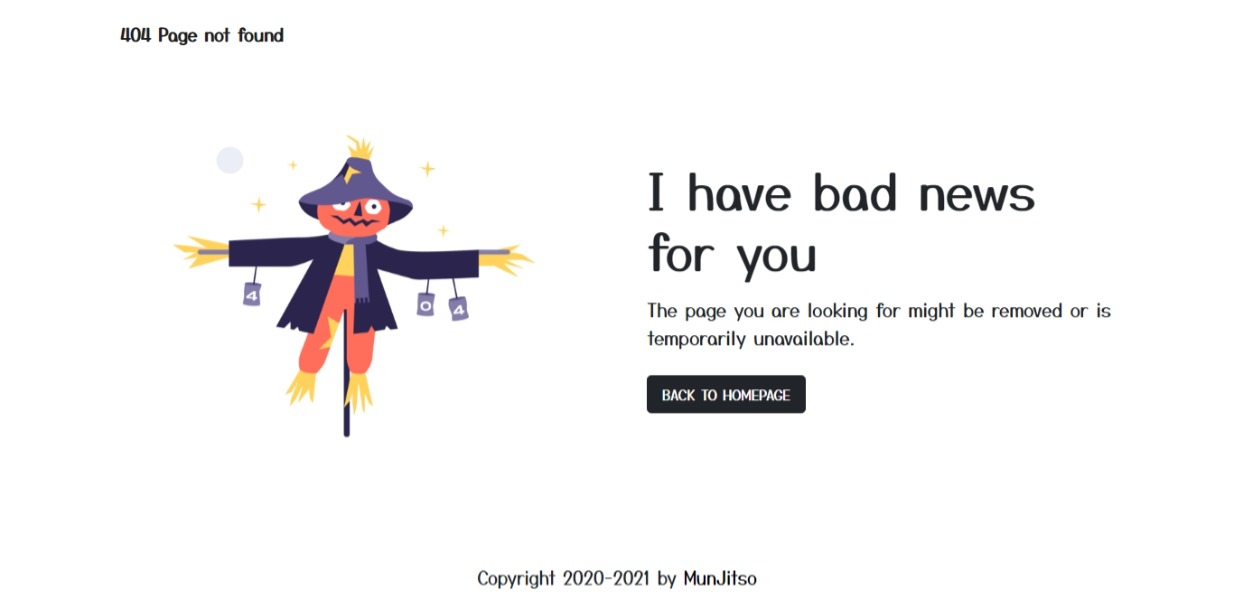 404 Page not found
I have bad news
for you
4
0
4
The page you are looking for might be removed or is
temporarily unavailable.
BACK TO HOMEPAGE
Copyright 2020-2021 by MunJitso